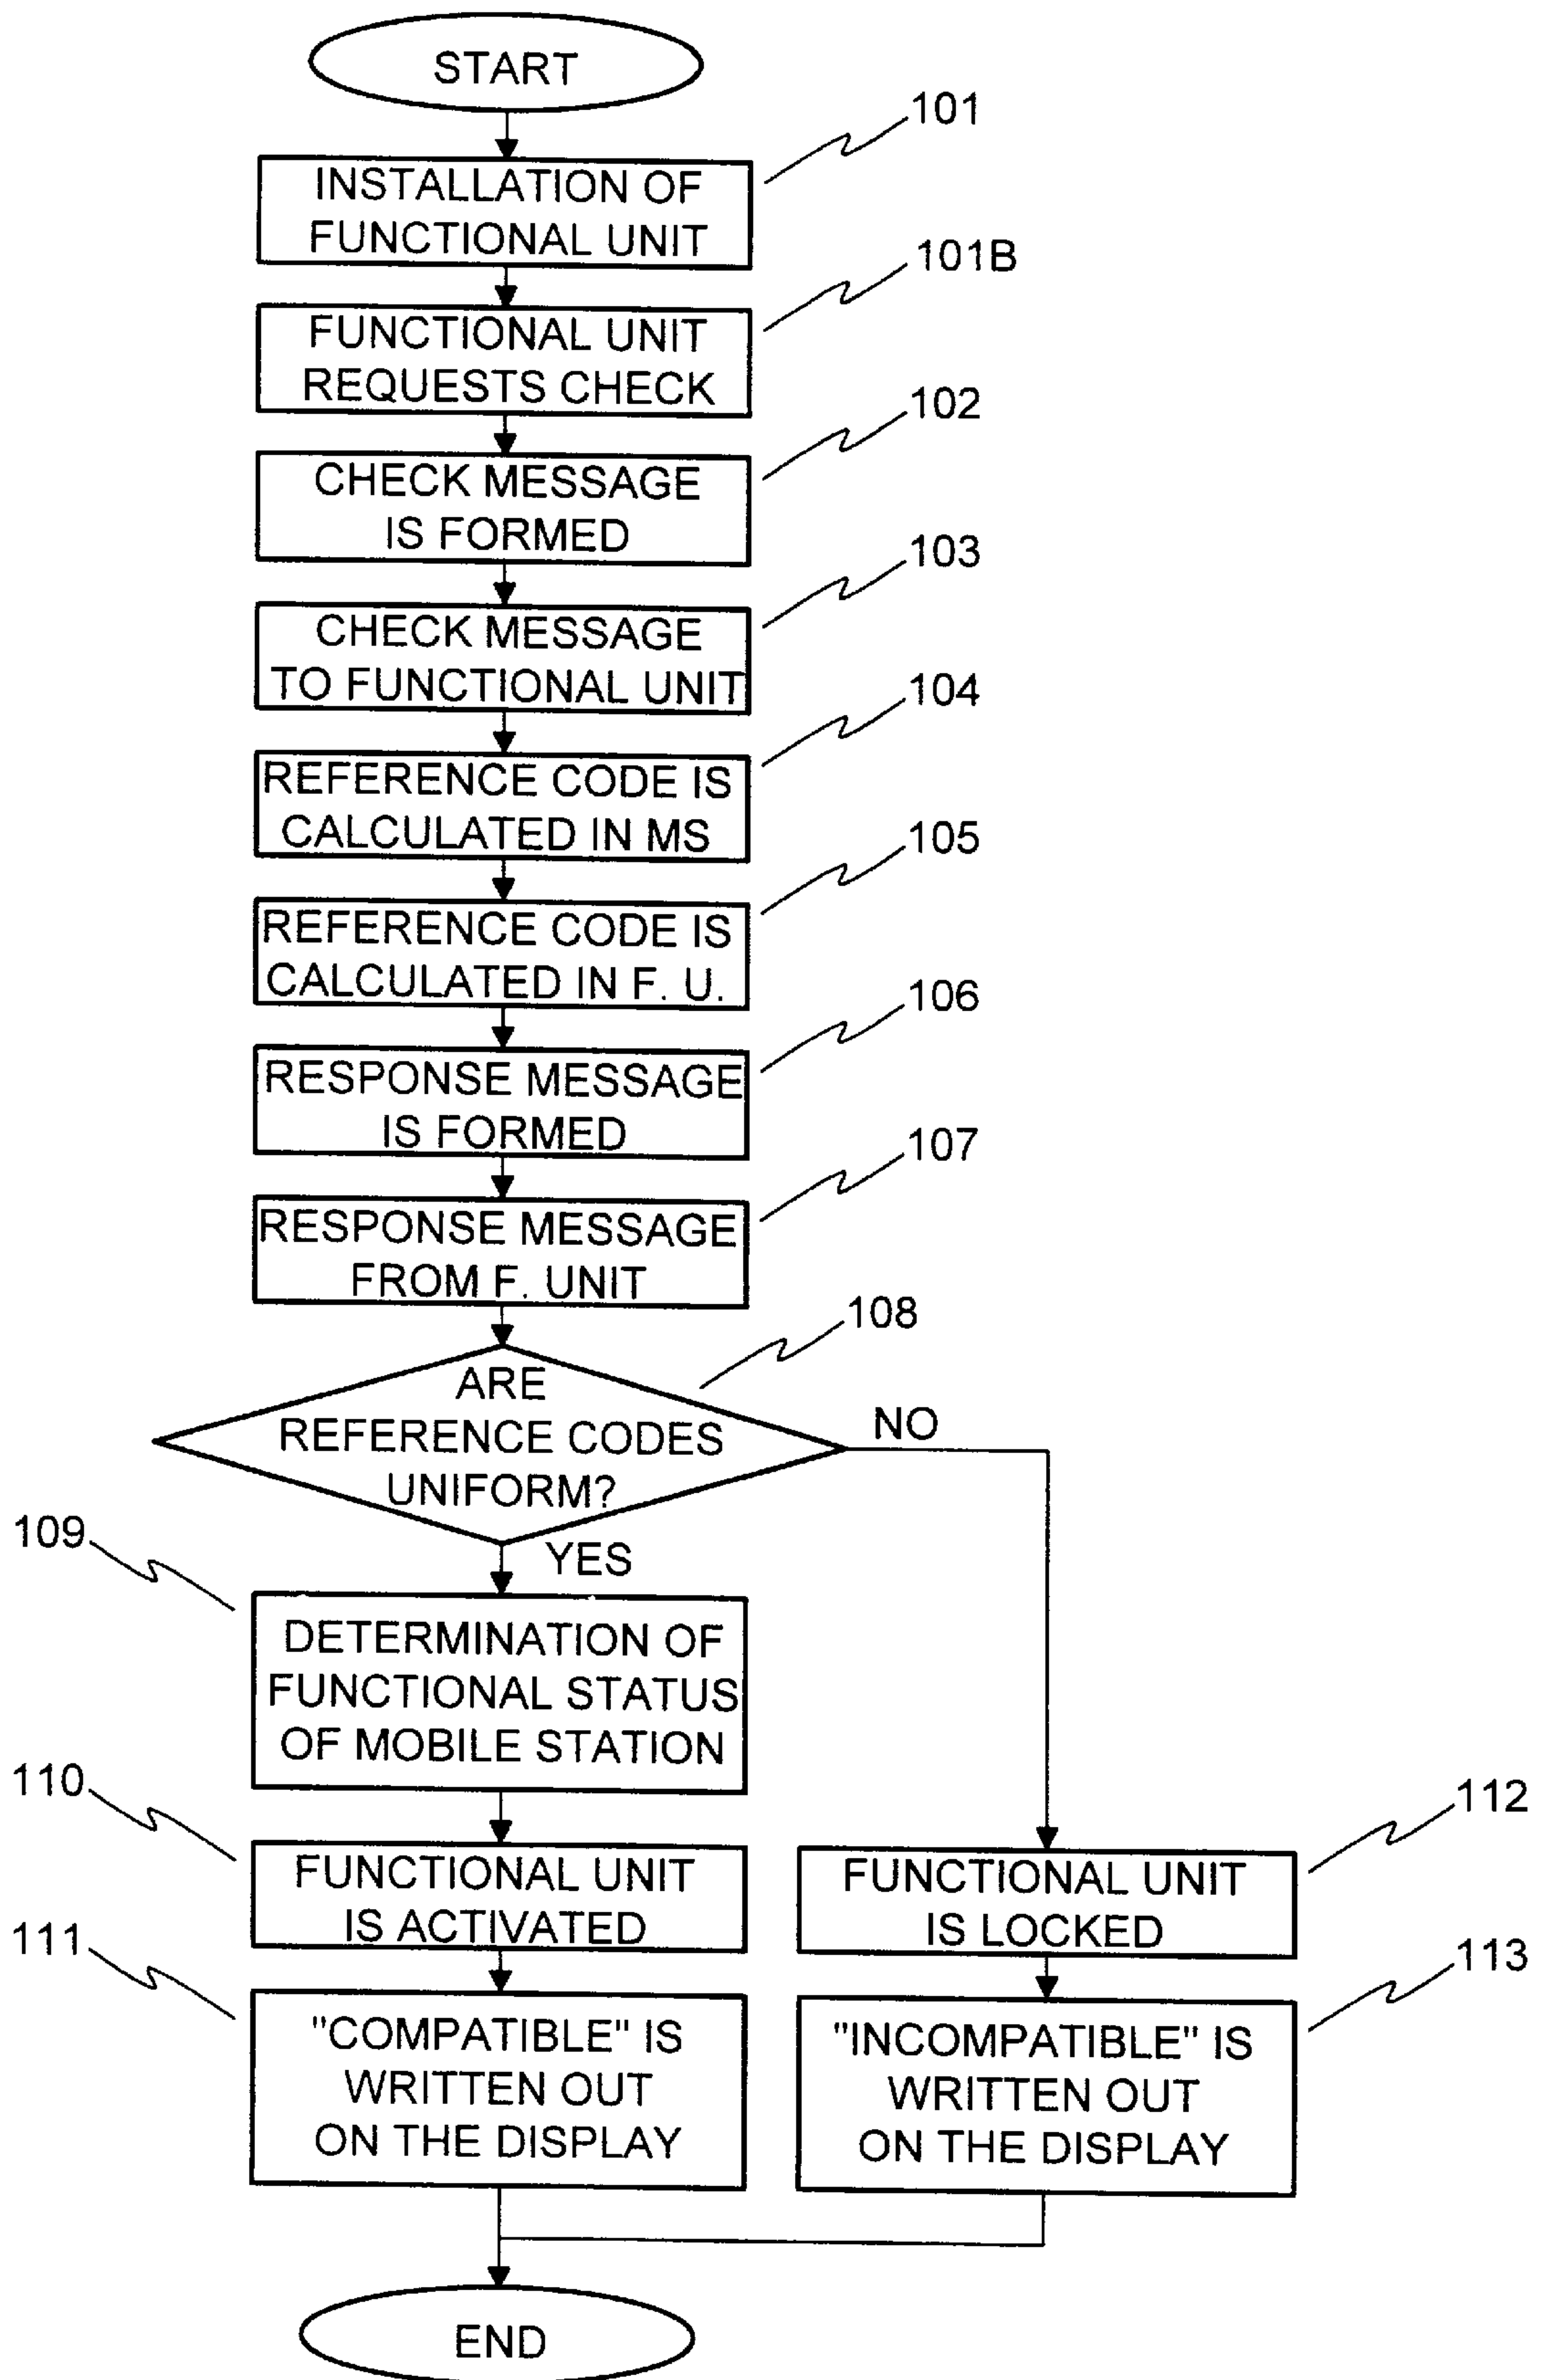 START
101
INSTALLATION OF
FUNCTIONAL UNIT
101B
FUNCTIONAL UNIT
REQUESTS CHECK
102
CHECK MESSAGE
IS FORMED
103
CHECK MESSAGE
TO FUNCTIONAL UNIT
104
REFERENCE CODE IS
CALCULATED IN MS
105
REFERENCE CODE IS
CALCULATED IN F. U.
106
RESPONSE MESSAGE
IS FORMED
107
RESPONSE MESSAGE
FROM F. UNIT
108
ARE
REFERENCE CODES
UNIFORM?
NO
YES
109
DETERMINATION OF
FUNCTIONAL STATUS
OF MOBILE STATION
110
FUNCTIONAL UNIT
IS ACTIVATED
112
FUNCTIONAL UNIT
IS LOCKED
111
"COMPATIBLE" IS
WRITTEN OUT
ON THE DISPLAY
113
"INCOMPATIBLE" IS
WRITTEN OUT
ON THE DISPLAY
END